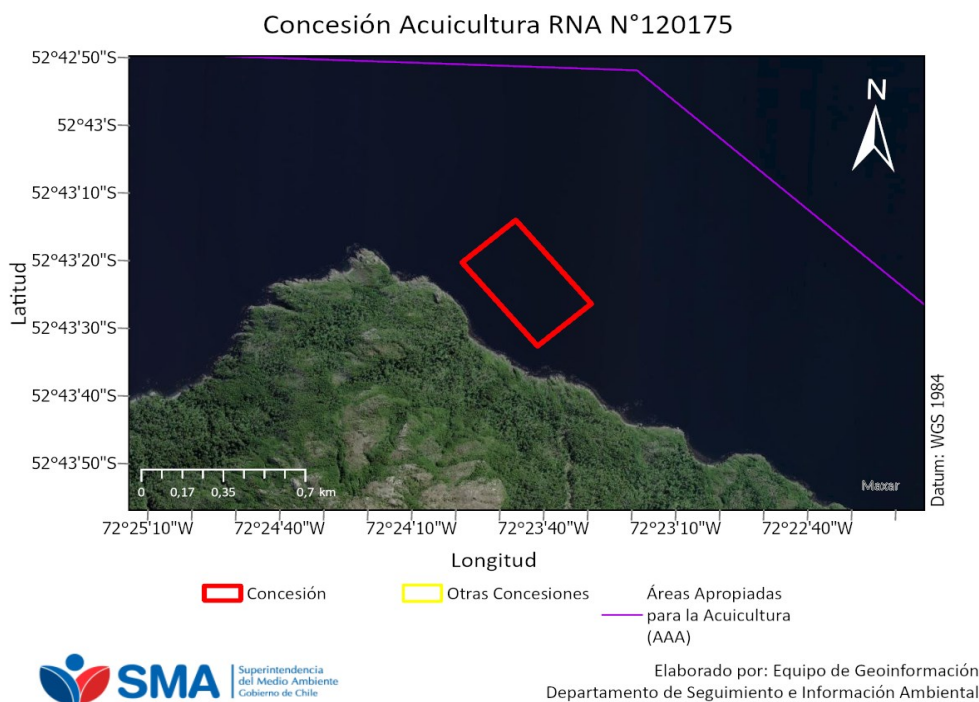 Concesión Acuicultura RNA N°120175
52°42'50"S
52°43'S
52°43'10"S
52°43'20"S
52°43'30"S
52°43'40"S
52°43'50"S
Latitud
N
Datum: WGS 1984
Maxar
0 0,17 0,35 0,7 km
72°25'10"W 72°24'40"W 72°24'10"W 72°23'40"W 72°23'10"W 72°22'40"W
Longitud
Concesión
Otras Concesiones
Áreas Apropiadas
para la Acuicultura
(AAA)
SMA
Superintendencia
del Medio Ambiente
Gobierno de Chile
Elaborado por: Equipo de Geoinformación
Departamento de Seguimiento e Información Ambiental